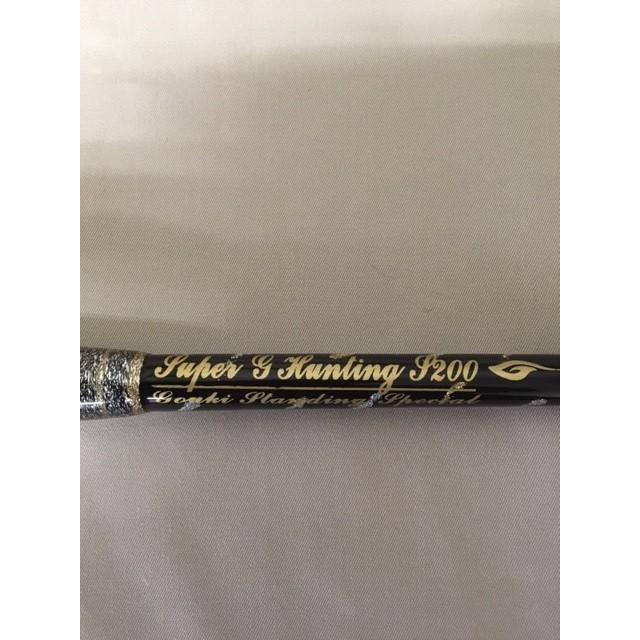 Super G Hunting S200
Gouki Standing Special